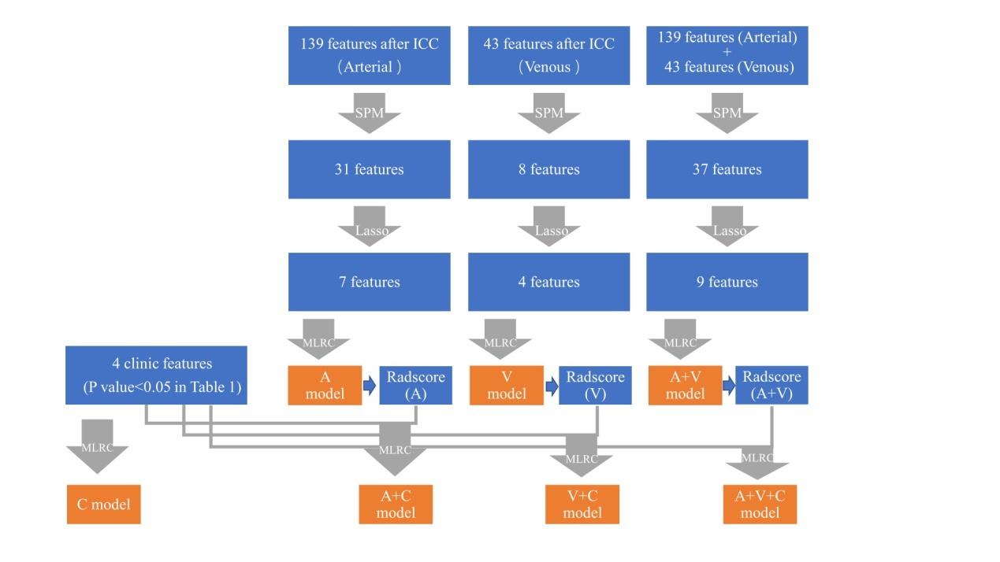 139 features after ICC
（Arterial ）
43 features after ICC
（Venous ）
139 features (Arterial)
+
43 features (Venous)
SPM
SPM
SPM
31 features
8 features
37 features
Lasso
Lasso
Lasso
7 features
4 features
9 features
MLRC
MLRC
MLRC
4 clinic features
(P value<0.05 in Table 1)
A
model
Radscore
(A)
V
model
Radscore
(V)
A+V
model
Radscore
(A+V)
MLRC
MLRC
MLRC
MLRC
C model
A+C
model
V+C
model
A+V+C
model